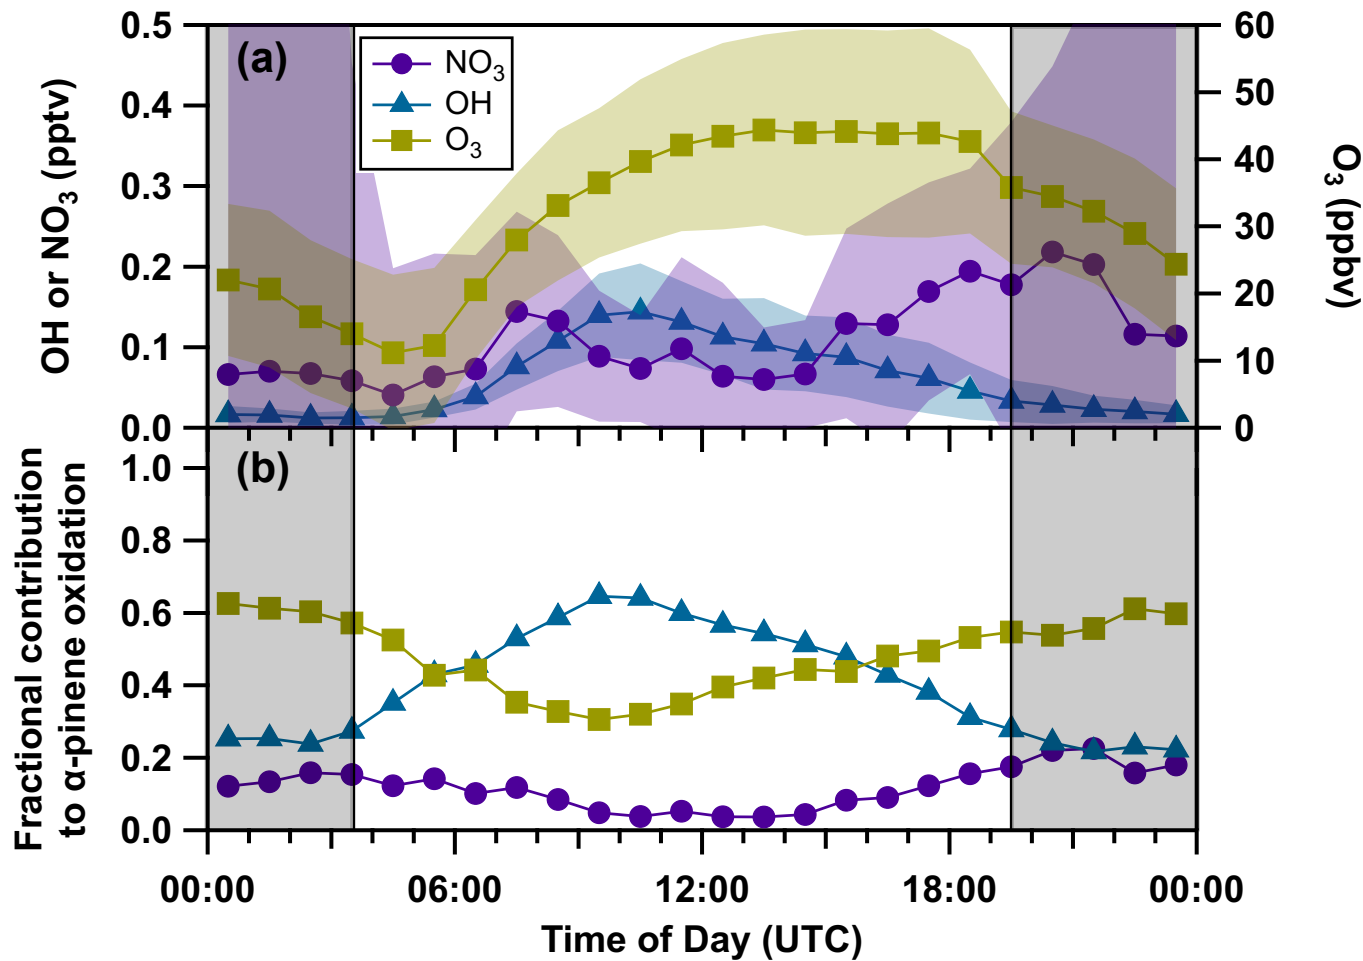 (a)
NO3
OH
O3
OH or NO3 (pptv)
0.5
0.4
0.3
0.2
0.1
0.0
60
50
40
30
20
10
0
O3 (ppbv)
(b)
Fractional contribution
to α-pinene oxidation
1.0
0.8
0.6
0.4
0.2
0.0
00:00 06:00 12:00 18:00 00:00
Time of Day (UTC)